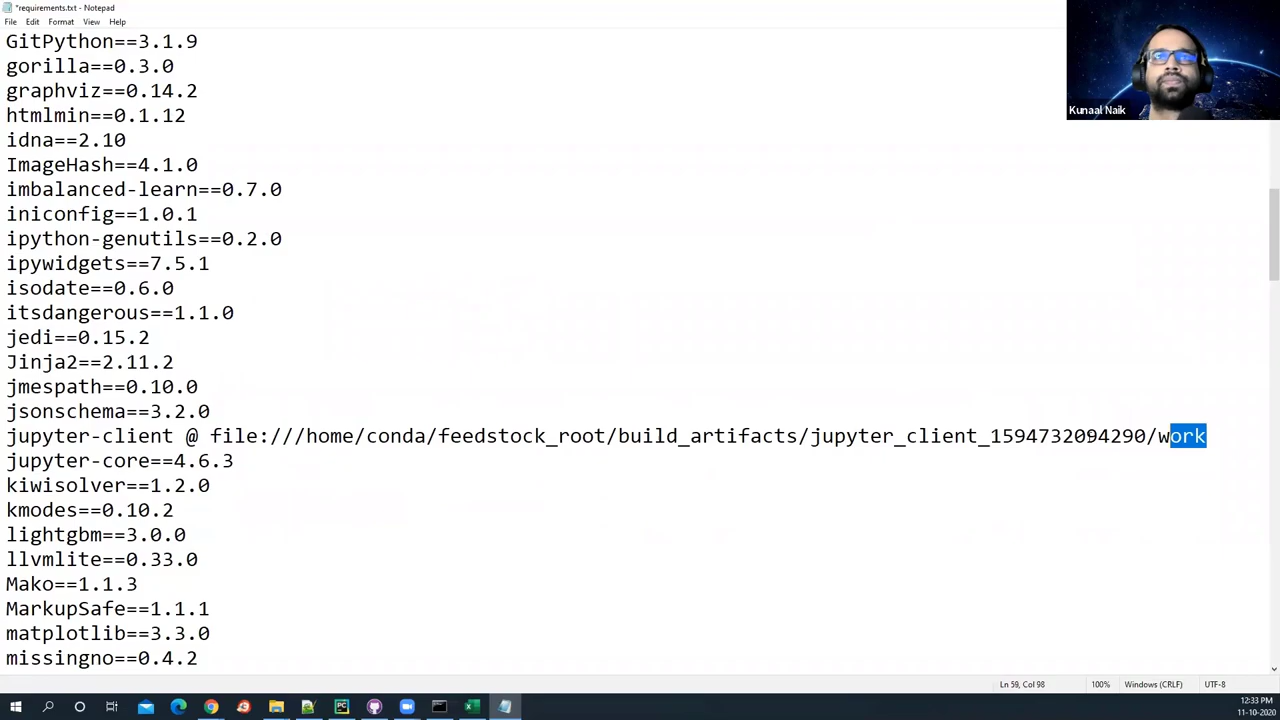 *requirements.txt - Notepad
File Edit Format View Help
GitPython==3.1.9
gorilla==0.3.0
graphviz==0.14.2
htmlmin==0.1.12
idna==2.10
ImageHash==4.1.0
imbalanced-learn==0.7.0
iniconfig==1.0.1
ipython-genutils==0.2.0
ipywidgets==7.5.1
isodate==0.6.0
itsdangerous==1.1.0
jedi==0.15.2
Jinja2==2.11.2
jmespath==0.10.0
jsonschema==3.2.0
jupyter-client @ file:///home/conda/feedstock_root/build_artifacts/jupyter_client_1594732094290/work
jupyter-core==4.6.3
kiwisolver==1.2.0
kmodes==0.10.2
lightgbm==3.0.0
llvmlite==0.33.0
Mako==1.1.3
MarkupSafe==1.1.1
matplotlib==3.3.0
missingno==0.4.2
Kunaal Naik
Ln 59, Col 98 100% Windows (CRLF) UTF-8
12:33 PM
11-10-2020